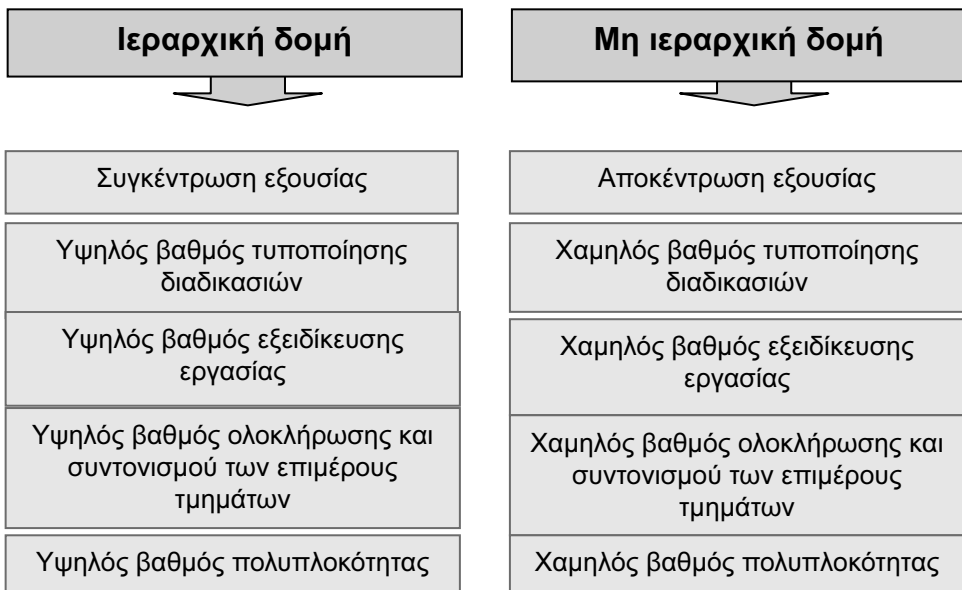 Ιεραρχική δομή
Συγκέντρωση εξουσίας
Υψηλός βαθμός τυποποίησης
διαδικασιών
Υψηλός βαθμός εξειδίκευσης
εργασίας
Υψηλός βαθμός ολοκλήρωσης και
συντονισμού των επιμέρους
τμημάτων
Υψηλός βαθμός πολυπλοκότητας
Μη ιεραρχική δομή
Αποκέντρωση εξουσίας
Χαμηλός βαθμός τυποποίησης
διαδικασιών
Χαμηλός βαθμός εξειδίκευσης
εργασίας
Χαμηλός βαθμός ολοκλήρωσης και
συντονισμού των επιμέρους
τμημάτων
Χαμηλός βαθμός πολυπλοκότητας